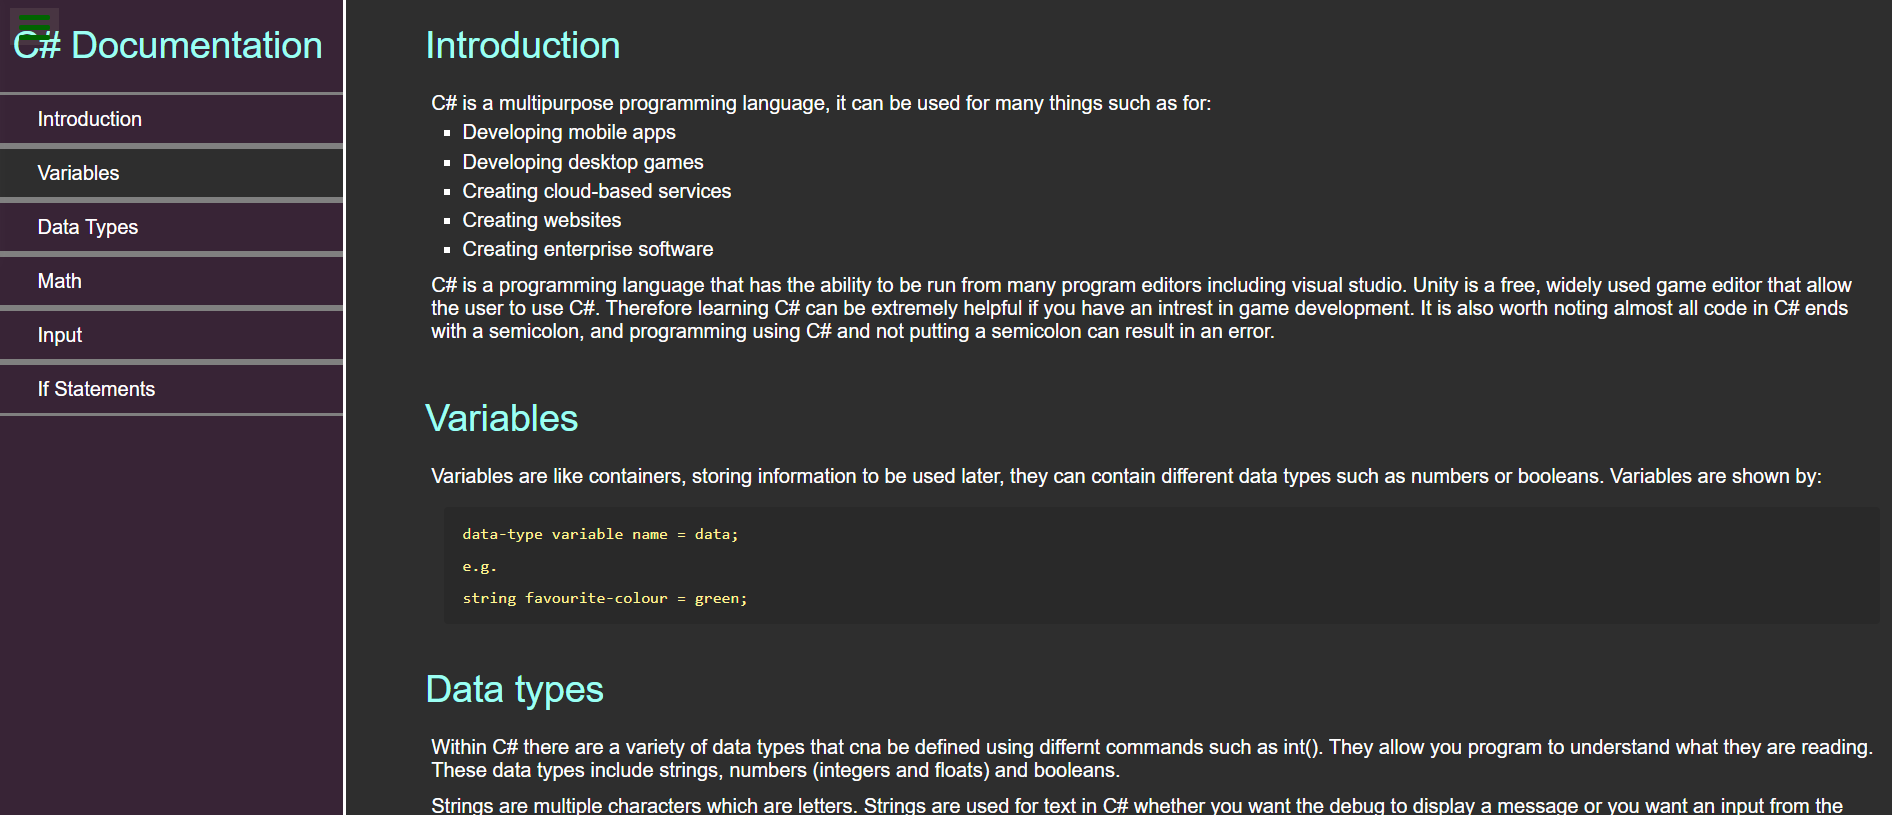 C# Documentation
Introduction
Variables
Data Types
Math
Input
If Statements
Introduction
C# is a multipurpose programming language, it can be used for many things such as for:
Developing mobile apps
Developing desktop games
Creating cloud-based services
Creating websites
Creating enterprise software
C# is a programming language that has the ability to be run from many program editors including visual studio. Unity is a free, widely used game editor that allow
the user to use C#. Therefore learning C# can be extremely helpful if you have an intrest in game development. It is also worth noting almost all code in C# ends
with a semicolon, and programming using C# and not putting a semicolon can result in an error.
Variables
Variables are like containers, storing information to be used later, they can contain different data types such as numbers or booleans. Variables are shown by:
data-type variable name = data;
e.g.
string favourite-colour = green;
Data types
Within C# there are a variety of data types that cna be defined using differnt commands such as int(). They allow you program to understand what they are reading.
These data types include strings, numbers (integers and floats) and booleans.
Strings are multiple characters which are letters. Strings are used for text in C# whether you want the debug to display a message or you want an input from the